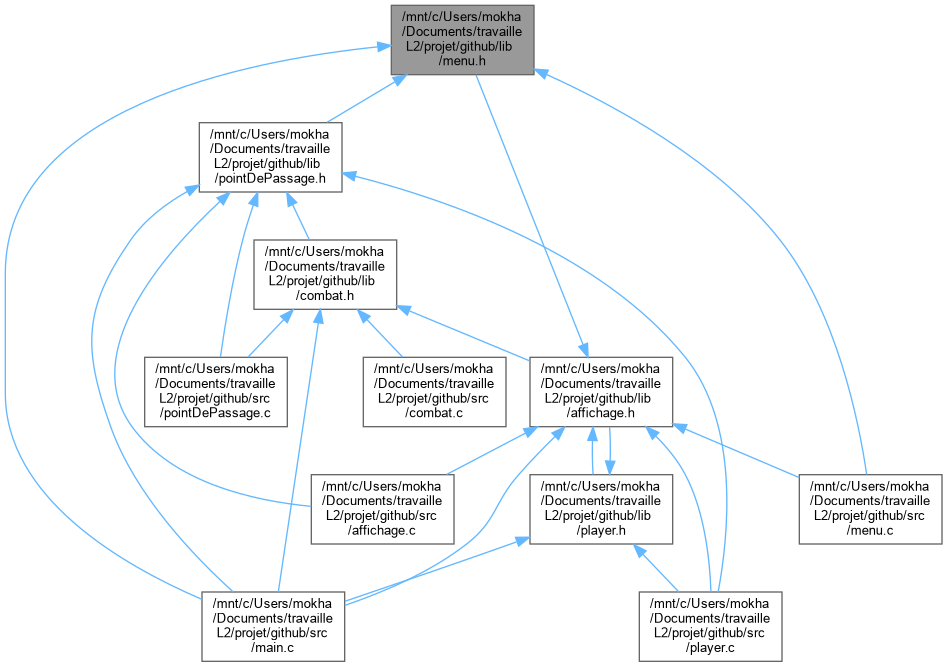 /mnt/c/Users/mokha
/Documents/travaille
L2/projet/github/lib
/menu.h
/mnt/c/Users/mokha
/Documents/travaille
L2/projet/github/lib
/pointDePassage.h
/mnt/c/Users/mokha
/Documents/travaille
L2/projet/github/lib
/combat.h
/mnt/c/Users/mokha
/Documents/travaille
L2/projet/github/src
/pointDePassage.c
/mnt/c/Users/mokha
/Documents/travaille
L2/projet/github/src
/combat.c
/mnt/c/Users/mokha
/Documents/travaille
L2/projet/github/lib
/affichage.h
/mnt/c/Users/mokha
/Documents/travaille
L2/projet/github/src
/affichage.c
/mnt/c/Users/mokha
/Documents/travaille
L2/projet/github/lib
/player.h
/mnt/c/Users/mokha
/Documents/travaille
L2/projet/github/src
/menu.c
/mnt/c/Users/mokha
/Documents/travaille
L2/projet/github/src
/main.c
/mnt/c/Users/mokha
/Documents/travaille
L2/projet/github/src
/player.c